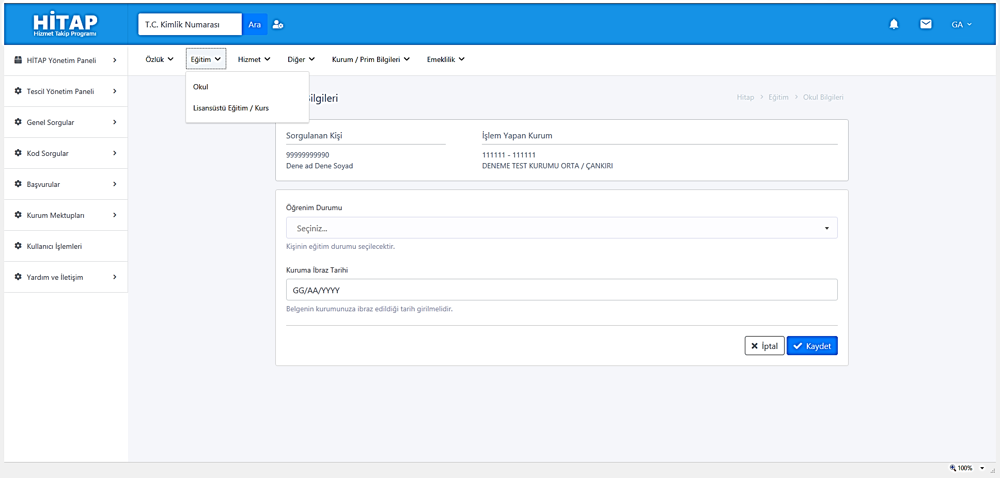 HİTAP
Hizmet Takip Programı
T.C. Kimlik Numarası
Ara
GA
HİTAP Yönetim Paneli
Tescil Yönetim Paneli
Genel Sorgular
Kod Sorgular
Başvurular
Kurum Mektupları
Kullanıcı İşlemleri
Yardım ve İletişim
Özlük
Eğitim
Hizmet
Diğer
Kurum / Prim Bilgileri
Emeklilik
Okul
Lisansüstü Eğitim / Kurs
Bilgileri
Hitap > Eğitim > Okul Bilgileri
Sorgulanan Kişi
99999999990
Dene ad Dene Soyad
İşlem Yapan Kurum
111111 - 111111
DENEME TEST KURUMU ORTA / ÇANKIRI
Öğrenim Durumu
Seçiniz...
Kişinin eğitim durumu seçilecektir.
Kuruma İbraz Tarihi
GG/AA/YYYY
Belgenin kurumunuza ibraz edildiği tarih girilmelidir.
İptal
Kaydet
100%